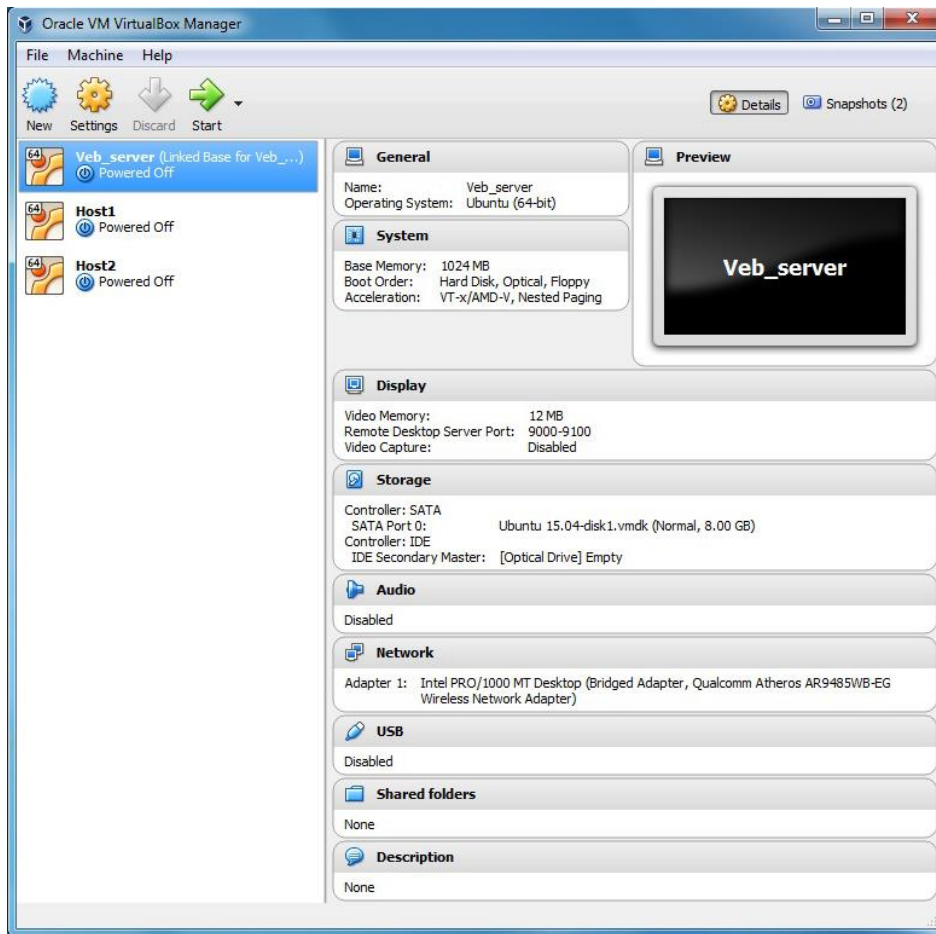 Oracle VM VirtualBox Manager
File Machine Help
New Settings Discard Start
Details Snapshots (2)
64 Veb_server (Linked Base for Veb_...)
Powered Off
64 Host1
Powered Off
64 Host2
Powered Off
General
Name: Veb_server
Operating System: Ubuntu (64-bit)
System
Base Memory: 1024 MB
Boot Order: Hard Disk, Optical, Floppy
Acceleration: VT-x/AMD-V, Nested Paging
Preview
Veb_server
Display
Video Memory: 12 MB
Remote Desktop Server Port: 9000-9100
Video Capture: Disabled
Storage
Controller: SATA
SATA Port 0: Ubuntu 15.04-disk1.vmdk (Normal, 8.00 GB)
Controller: IDE
IDE Secondary Master: [Optical Drive] Empty
Audio
Disabled
Network
Adapter 1: Intel PRO/1000 MT Desktop (Bridged Adapter, Qualcomm Atheros AR9485WB-EG
Wireless Network Adapter)
USB
Disabled
Shared folders
None
Description
None